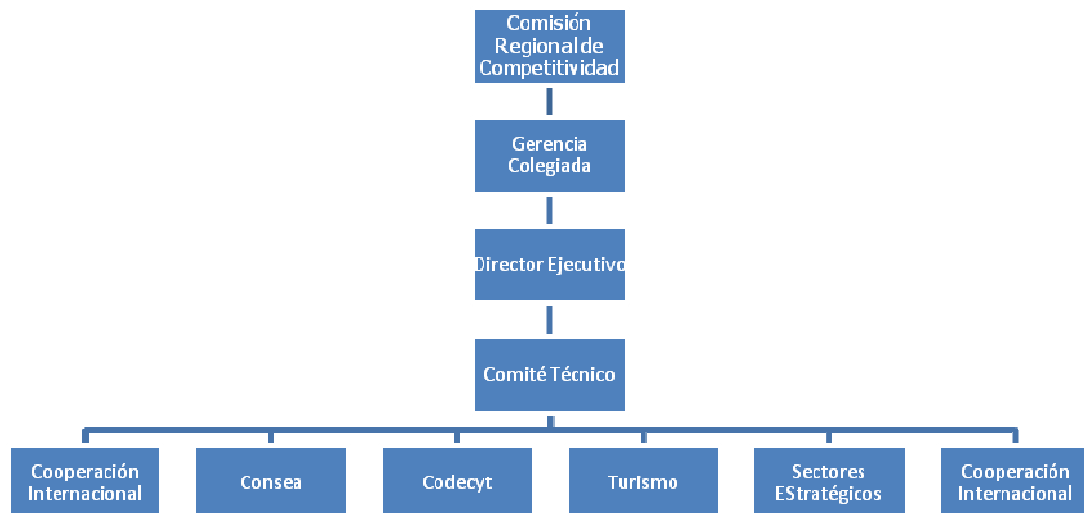 Comisión
Regional de
Competitividad
Gerencia
Colegiada
Director Ejecutivo
Comité Técnico
Cooperación
Internacional
Consea
Codecyt
Turismo
Sectores
EStratégicos
Cooperación
Internacional